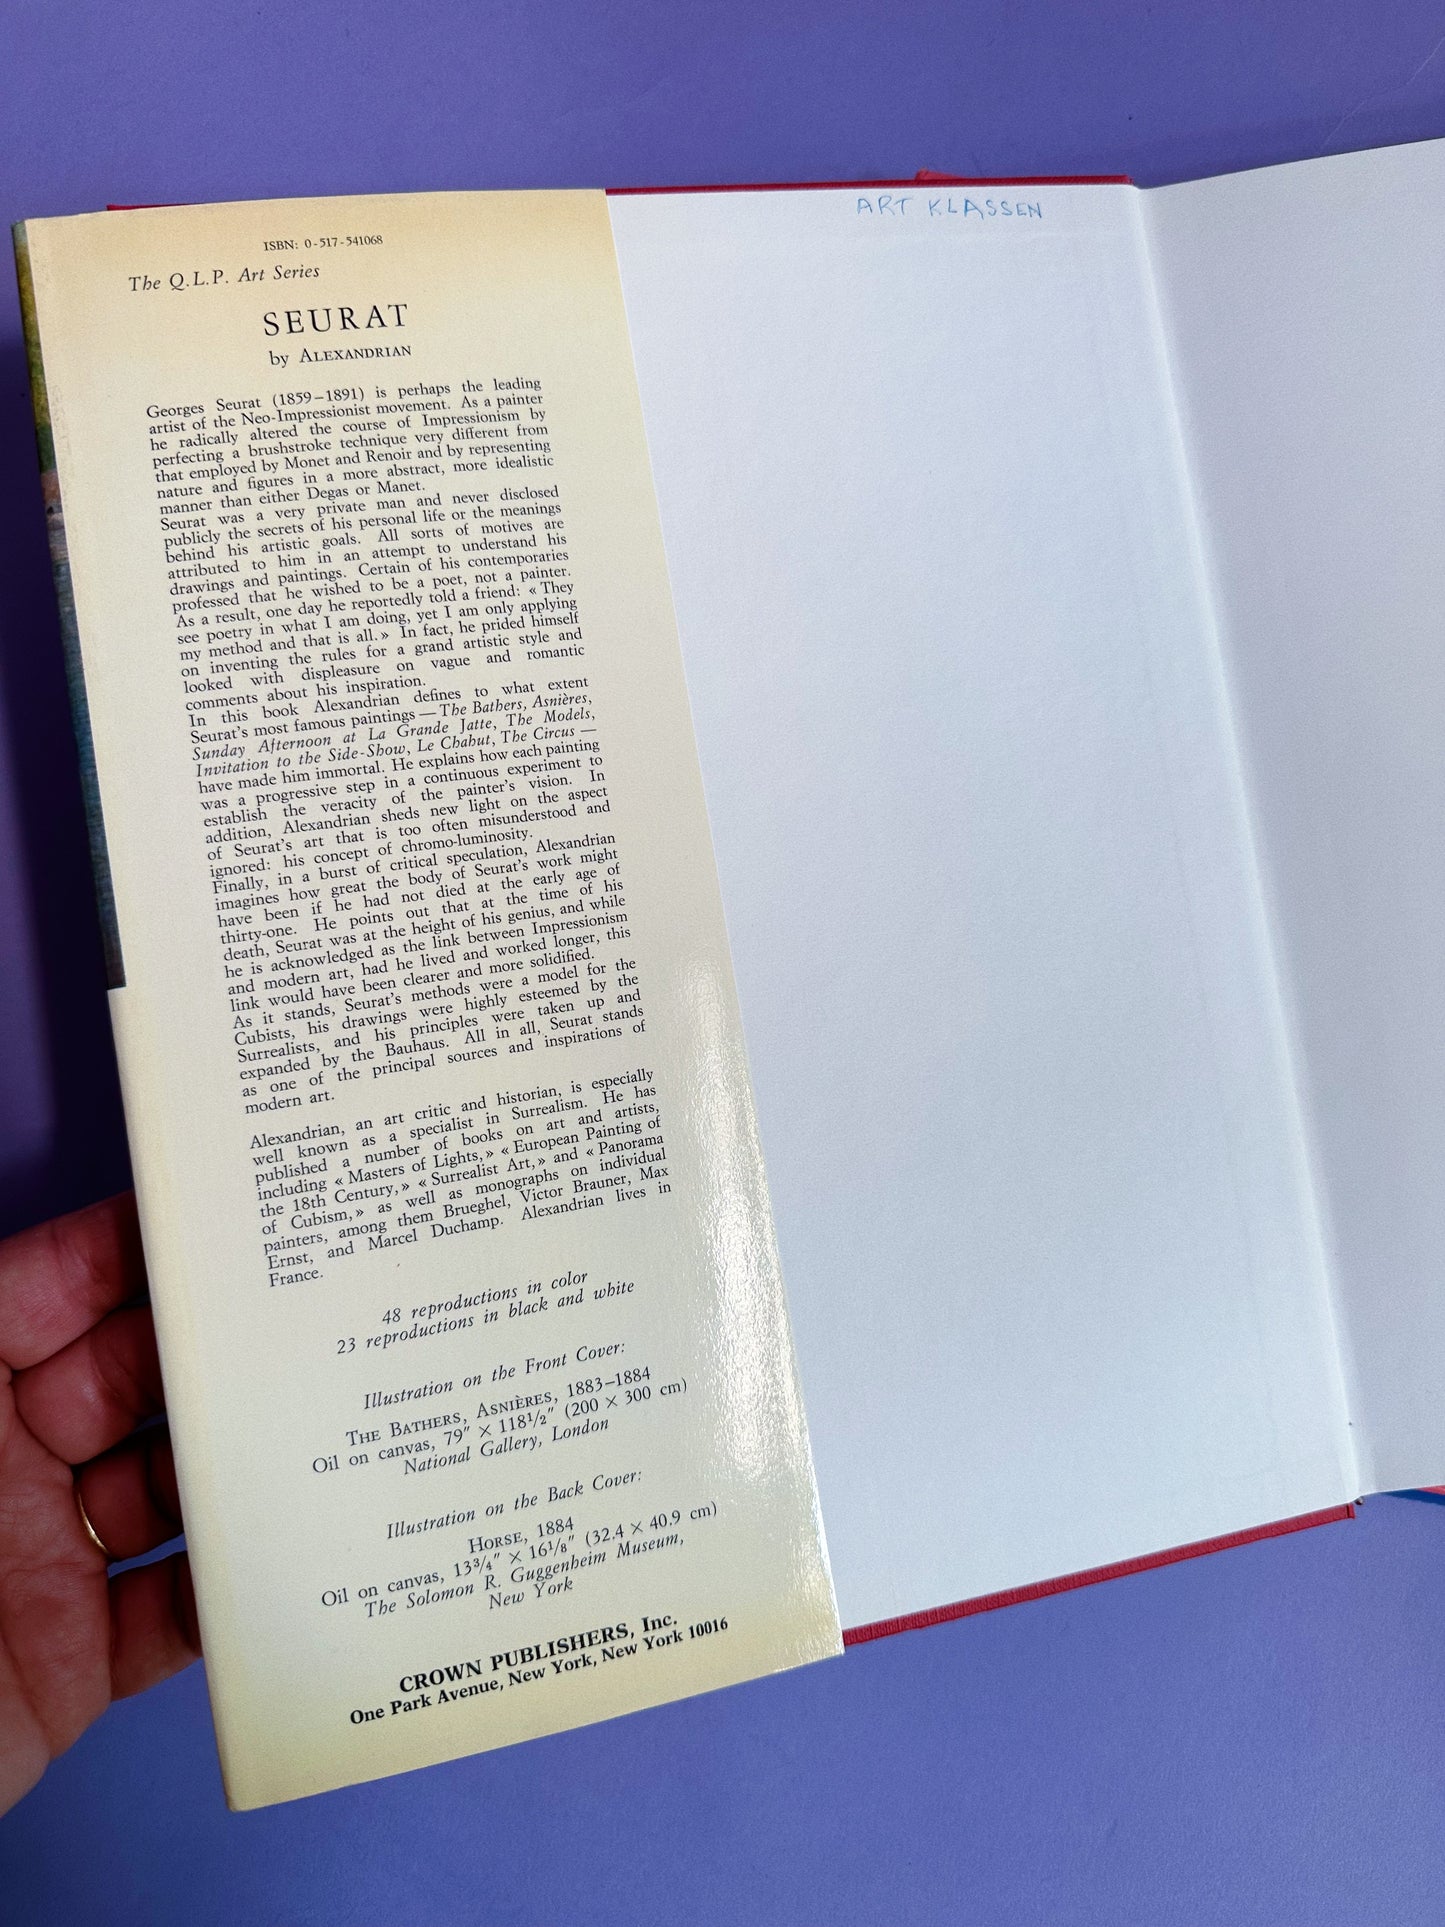 ISBN: 0-517-541068
The Q.L.P. Art Series
SEURAT
by ALEXANDRIAN
Georges Seurat (1859–1891) is perhaps the leading
artist of the Neo-Impressionist movement. As a painter
he radically altered the course of Impressionism by
perfecting a brushstroke technique very different from
that employed by Monet and Renoir and by representing
nature and figures in a more abstract, more idealistic
manner than either Degas or Manet.
Seurat was a very private man and never disclosed
publicly the secrets of his personal life or the meanings
behind his artistic goals. All sorts of motives are
attributed to him in an attempt to understand his
drawings and paintings. Certain of his contemporaries
professed that he wished to be a poet, not a painter.
As a result, one day he reportedly told a friend: « They
see poetry in what I am doing, yet I am only applying
my method and that is all. » In fact, he prided himself
on inventing the rules for a grand artistic style and
looked with displeasure on vague and romantic
comments about his inspiration.
In this book Alexandrian defines to what extent
Seurat's most famous paintings — The Bathers, Asnières,
Sunday Afternoon at La Grande Jatte, The Models,
Invitation to the Side-Show, Le Chahut, The Circus —
have made him immortal. He explains how each painting
was a progressive step in a continuous experiment to
establish the veracity of the painter's vision. In
addition, Alexandrian sheds new light on the aspect
of Seurat's art that is too often misunderstood and
ignored: his concept of chromo-luminosity.
Finally, in a burst of critical speculation, Alexandrian
imagines how great the body of Seurat's work might
have been if he had not died at the early age of
thirty-one. He points out that at the time of his
death, Seurat was at the height of his genius, and while
he is acknowledged as the link between Impressionism
and modern art, had he lived and worked longer, this
link would have been clearer and more solidified.
As it stands, Seurat's methods were a model for the
Cubists, his drawings were highly esteemed by the
Surrealists, and his principles were taken up and
expanded by the Bauhaus. All in all, Seurat stands
as one of the principal sources and inspirations of
modern art.
Alexandrian, an art critic and historian, is especially
well known as a specialist in Surrealism. He has
published a number of books on art and artists,
including « Masters of Lights, » « European Painting of
the 18th Century, » « Surrealist Art, » and « Panorama
of Cubism, » as well as monographs on individual
painters, among them Brueghel, Victor Brauner, Max
Ernst, and Marcel Duchamp. Alexandrian lives in
France.
48 reproductions in color
23 reproductions in black and white
Illustration on the Front Cover:
THE BATHERS, ASNIÈRES, 1883–1884
Oil on canvas, 79" × 118½" (200 × 300 cm)
National Gallery, London
Illustration on the Back Cover:
HORSE, 1884
Oil on canvas, 13¾" × 16⅛" (32.4 × 40.9 cm)
The Solomon R. Guggenheim Museum,
New York
CROWN PUBLISHERS, Inc.
One Park Avenue, New York, New York 10016
ART KLASSEN